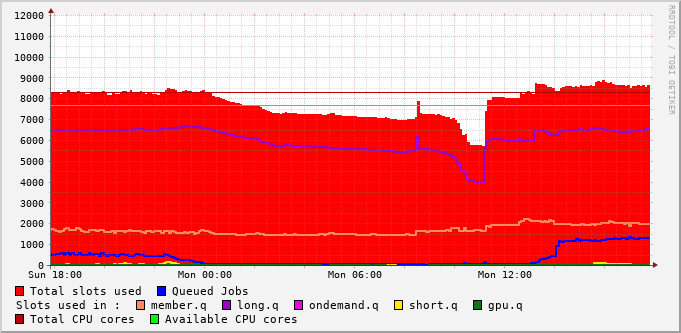 12000
11000
10000
9000
8000
7000
6000
5000
4000
3000
2000
1000
0
Sun 18:00 Mon 00:00 Mon 06:00 Mon 12:00
RRDTOOL / TOBI OETIKER
Total slots used Queued Jobs
Slots used in : member.q long.q ondemand.q short.q gpu.q
Total CPU cores Available CPU cores